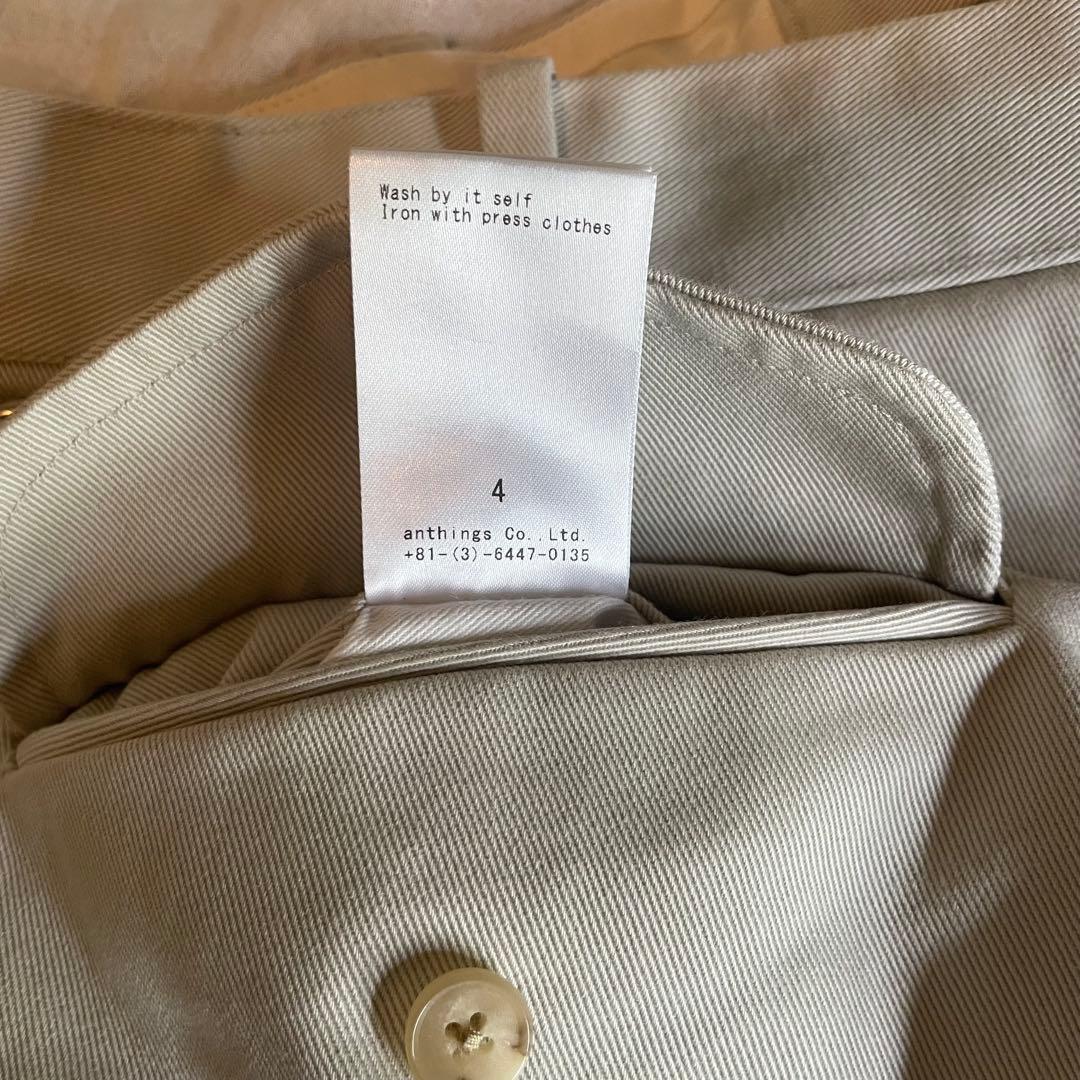 Wash by it self
Iron with press clothes
4
anthings Co.,Ltd.
+81-(3)-6447-0135